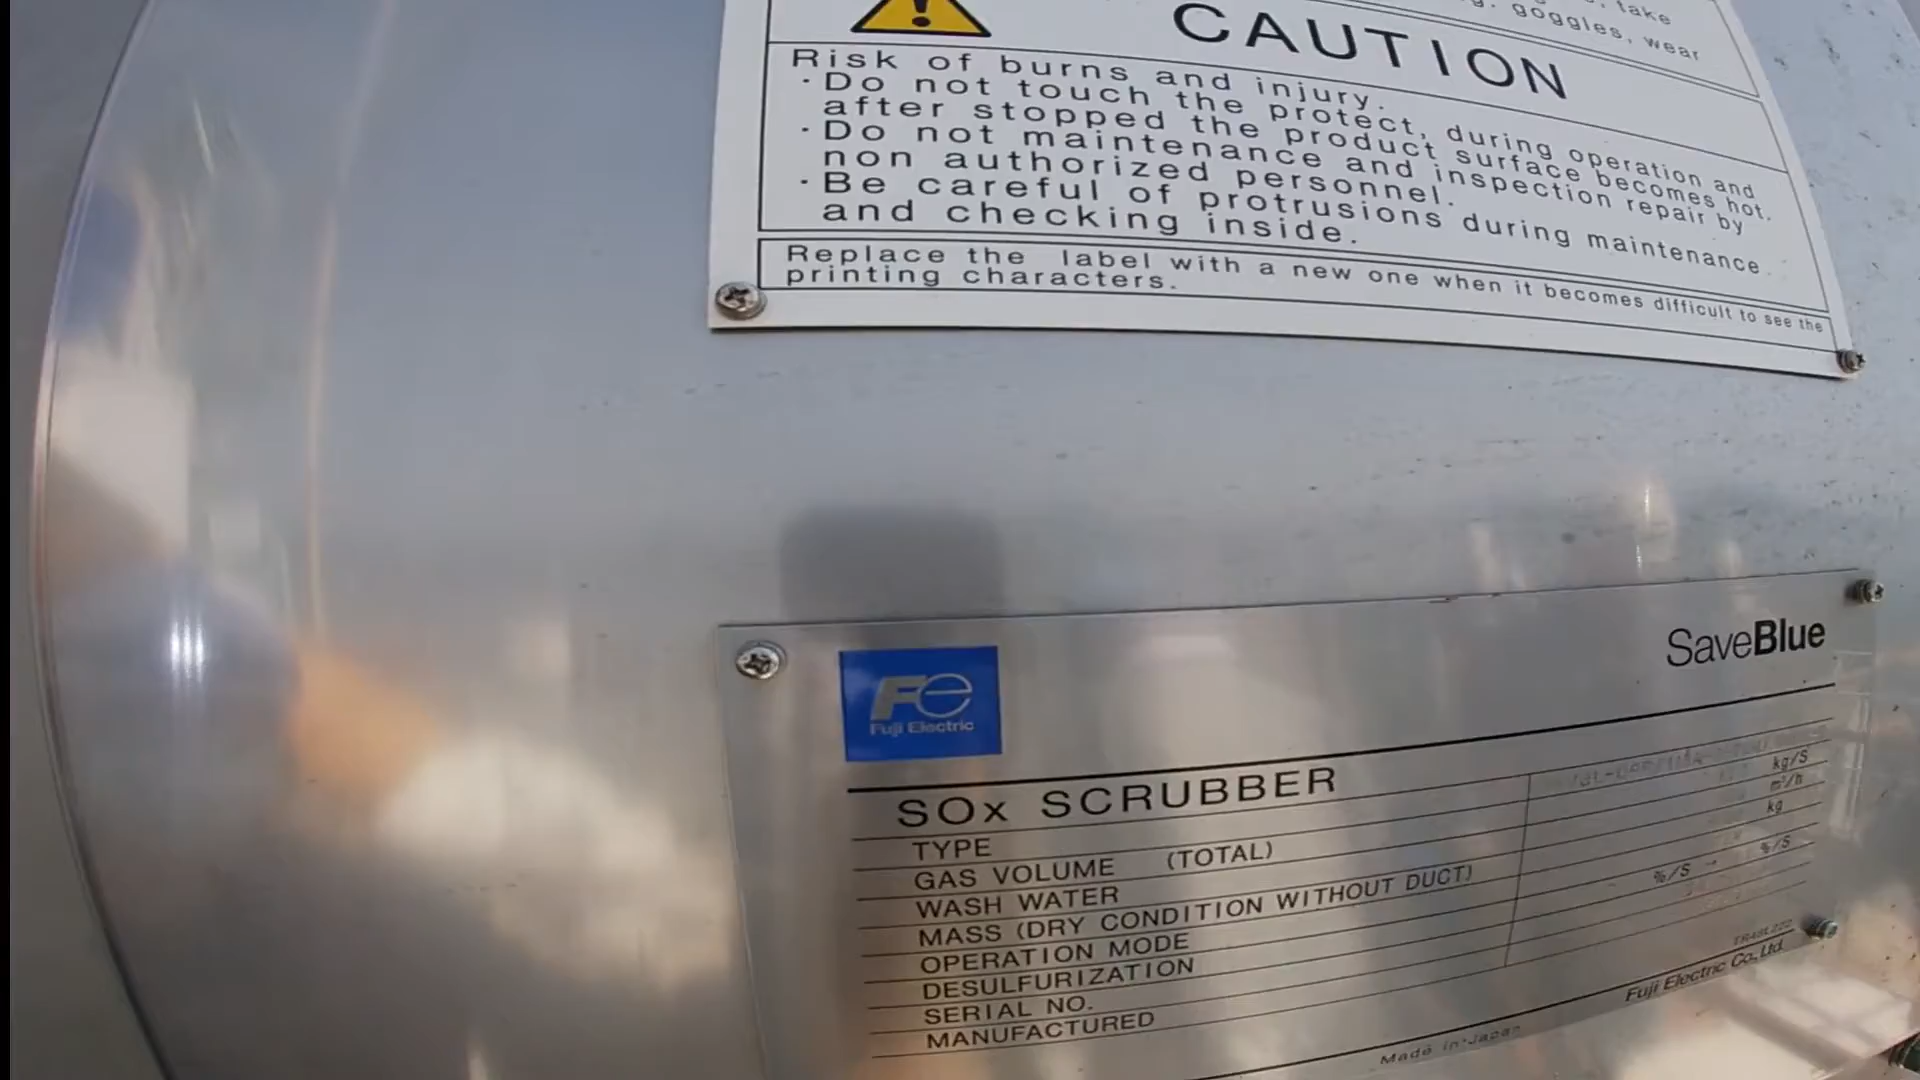 take
goggles, wear
CAUTION
Risk of burns and injury.
・Do not touch the protect, during operation and
after stopped the product surface becomes hot.
・Do not maintenance and inspection repair by
non authorized personnel.
・Be careful of protrusions during maintenance
and checking inside.
Replace the label with a new one when it becomes difficult to see the
printing characters.
SaveBlue
Fe
Fuji Electric
SOx SCRUBBER
TYPE
GAS VOLUME (TOTAL) kg/S
WASH WATER m³/h
MASS (DRY CONDITION WITHOUT DUCT) kg
OPERATION MODE
DESULFURIZATION %/S → %/S
SERIAL NO.
MANUFACTURED
Fuji Electric Co., Ltd.
Made in Japan